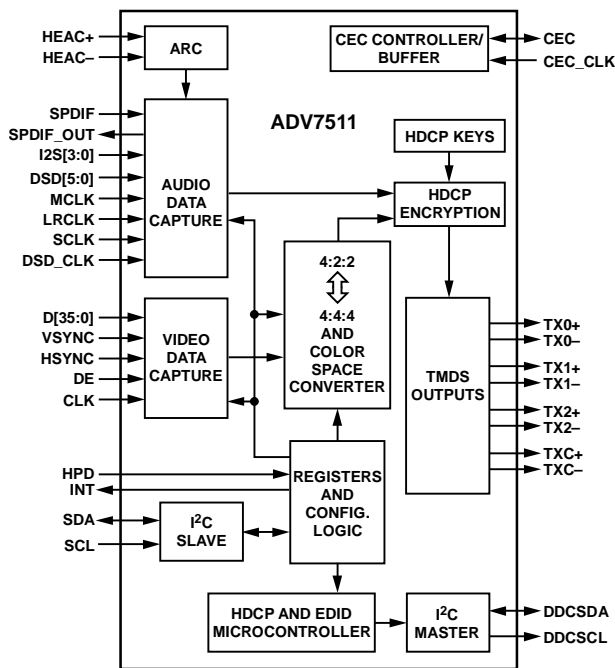 HEAC+
HEAC–
ARC
CEC CONTROLLER/
BUFFER
CEC
CEC_CLK
ADV7511
SPDIF
SPDIF_OUT
I2S[3:0]
DSD[5:0]
MCLK
LRCLK
SCLK
DSD_CLK
AUDIO
DATA
CAPTURE
HDCP KEYS
HDCP
ENCRYPTION
D[35:0]
VSYNC
HSYNC
DE
CLK
VIDEO
DATA
CAPTURE
4:2:2
4:4:4
AND
COLOR
SPACE
CONVERTER
TMDS
OUTPUTS
TX0+
TX0–
TX1+
TX1–
TX2+
TX2–
TXC+
TXC–
HPD
INT
REGISTERS
AND
CONFIG.
LOGIC
SDA
SCL
I2C
SLAVE
HDCP AND EDID
MICROCONTROLLER
I2C
MASTER
DDCSDA
DDCSCL